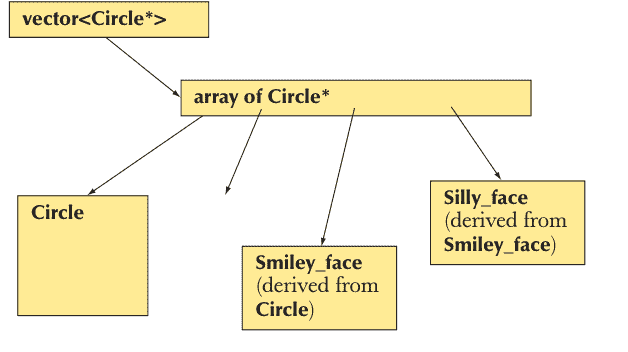 vector<Circle*>
array of Circle*
Circle
Silly_face
(derived from
Smiley_face)
Smiley_face
(derived from
Circle)